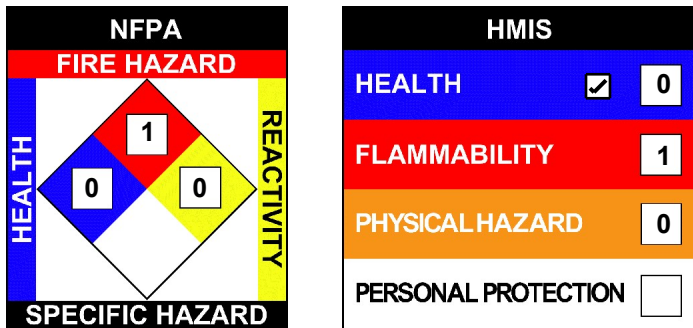 NFPA
FIRE HAZARD
HEALTH
1
0
0
REACTIVITY
SPECIFIC HAZARD
HMIS
HEALTH 0
FLAMMABILITY 1
PHYSICAL HAZARD 0
PERSONAL PROTECTION